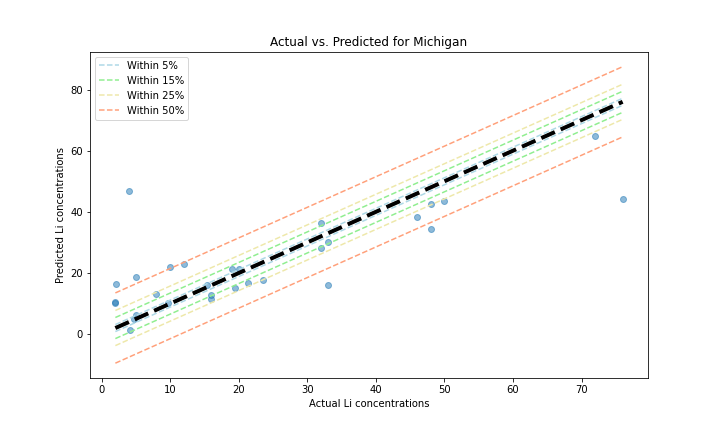 Actual vs. Predicted for Michigan
Within 5%
Within 15%
Within 25%
Within 50%
Predicted Li concentrations
80
60
40
20
0
0 10 20 30 40 50 60 70
Actual Li concentrations